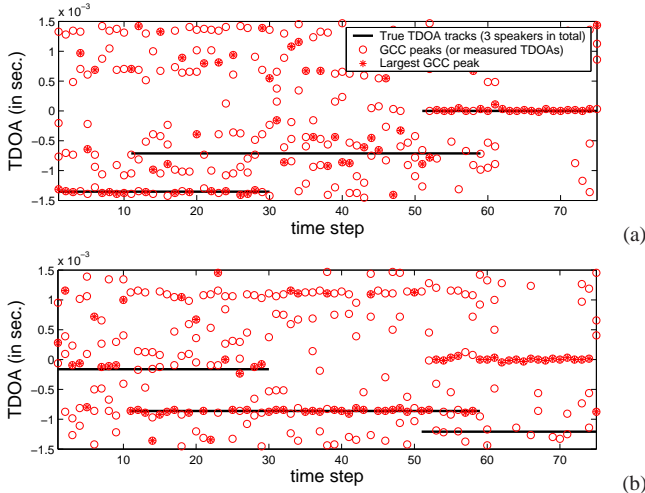 x 10⁻³
1.5
1
0.5
0
−0.5
−1
−1.5
TDOA (in sec.)
True TDOA tracks (3 speakers in total)
GCC peaks (or measured TDOAs)
Largest GCC peak
10 20 30 40 50 60 70
time step
(a)
x 10⁻³
1.5
1
0.5
0
−0.5
−1
−1.5
TDOA (in sec.)
10 20 30 40 50 60 70
time step
(b)